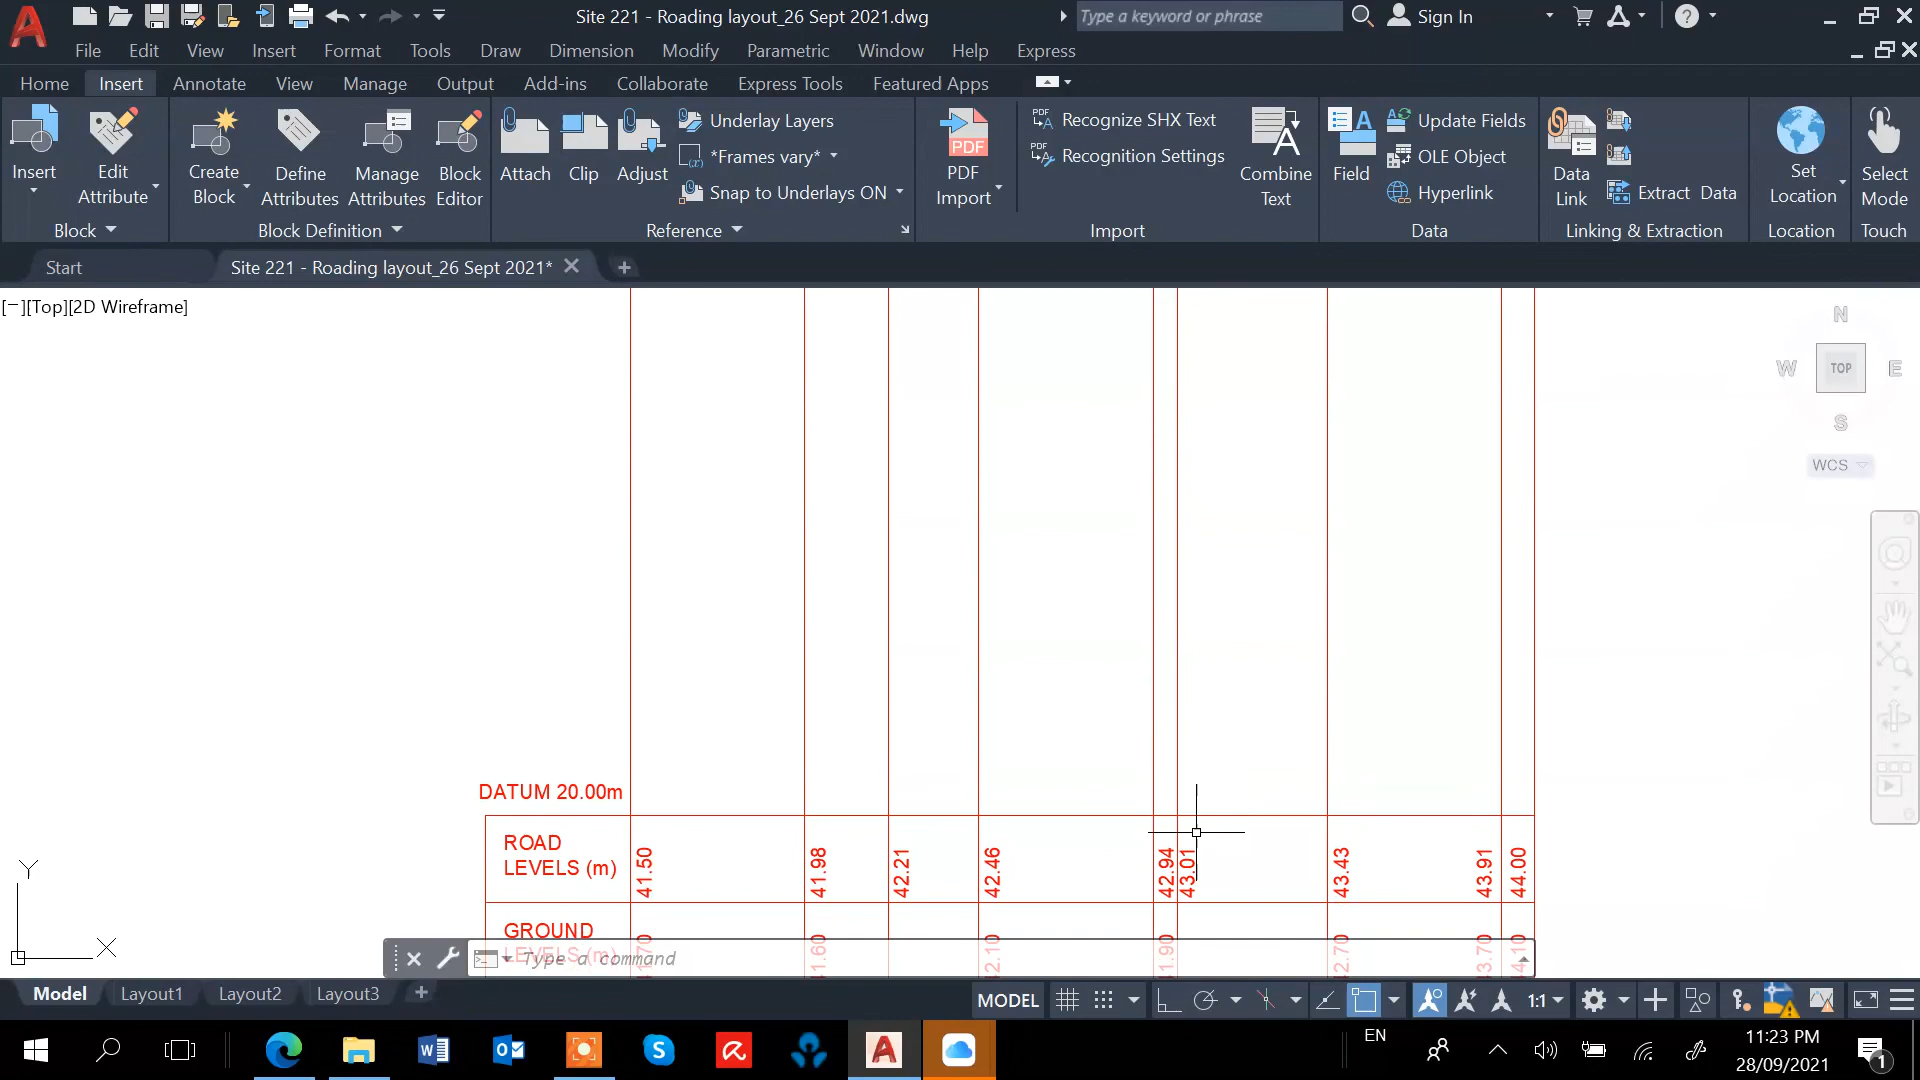 Site 221 - Roading layout_26 Sept 2021.dwg
Type a keyword or phrase
Sign In
File Edit View Insert Format Tools Draw Dimension Modify Parametric Window Help Express
Home Insert Annotate View Manage Output Add-ins Collaborate Express Tools Featured Apps
Insert
Edit Attribute
Create Block
Define Attributes
Manage Attributes
Block Editor
Attach
Clip
Adjust
Underlay Layers
*Frames vary*
Snap to Underlays ON
PDF
PDF Import
PDF
Recognize SHX Text
PDF
Recognition Settings
Combine Text
Field
Update Fields
OLE Object
Hyperlink
Data Link
Extract Data
Set Location
Select Mode
Block
Block Definition
Reference
Import
Data
Linking & Extraction
Location
Touch
Start
Site 221 - Roading layout_26 Sept 2021*
[−][Top][2D Wireframe]
N
W
TOP
E
S
WCS
DATUM 20.00m
ROAD
LEVELS (m)
41.50
41.98
42.21
42.46
42.94
43.01
43.43
43.91
44.00
GROUND
LEVELS (m)
Type a command
Y
X
Model Layout1 Layout2 Layout3
MODEL
1:1
EN
11:23 PM
28/09/2021
1